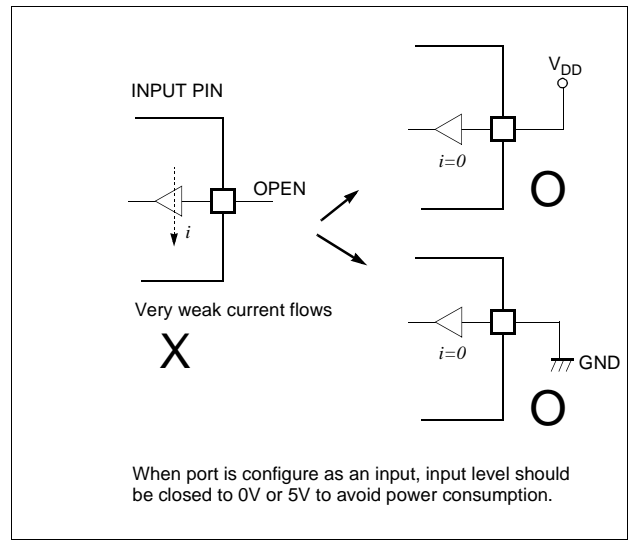 INPUT PIN
OPEN
i
Very weak current flows
X
VDD
i=0
O
i=0
GND
O
When port is configure as an input, input level should
be closed to 0V or 5V to avoid power consumption.